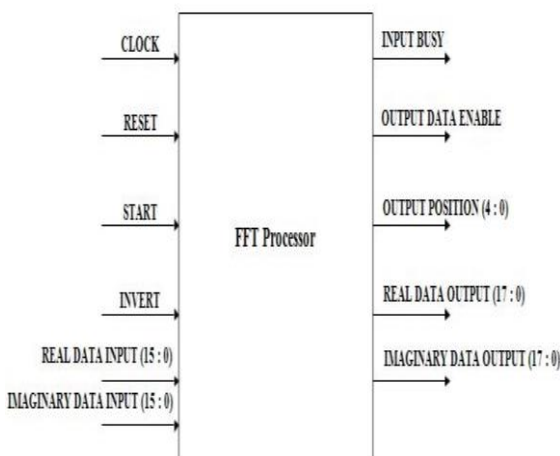 CLOCK
INPUT BUSY
RESET
OUTPUT DATA ENABLE
START
OUTPUT POSITION (4 : 0)
FFT Processor
INVERT
REAL DATA OUTPUT (17 : 0)
REAL DATA INPUT (15 : 0)
IMAGINARY DATA OUTPUT (17 : 0)
IMAGINARY DATA INPUT (15 : 0)